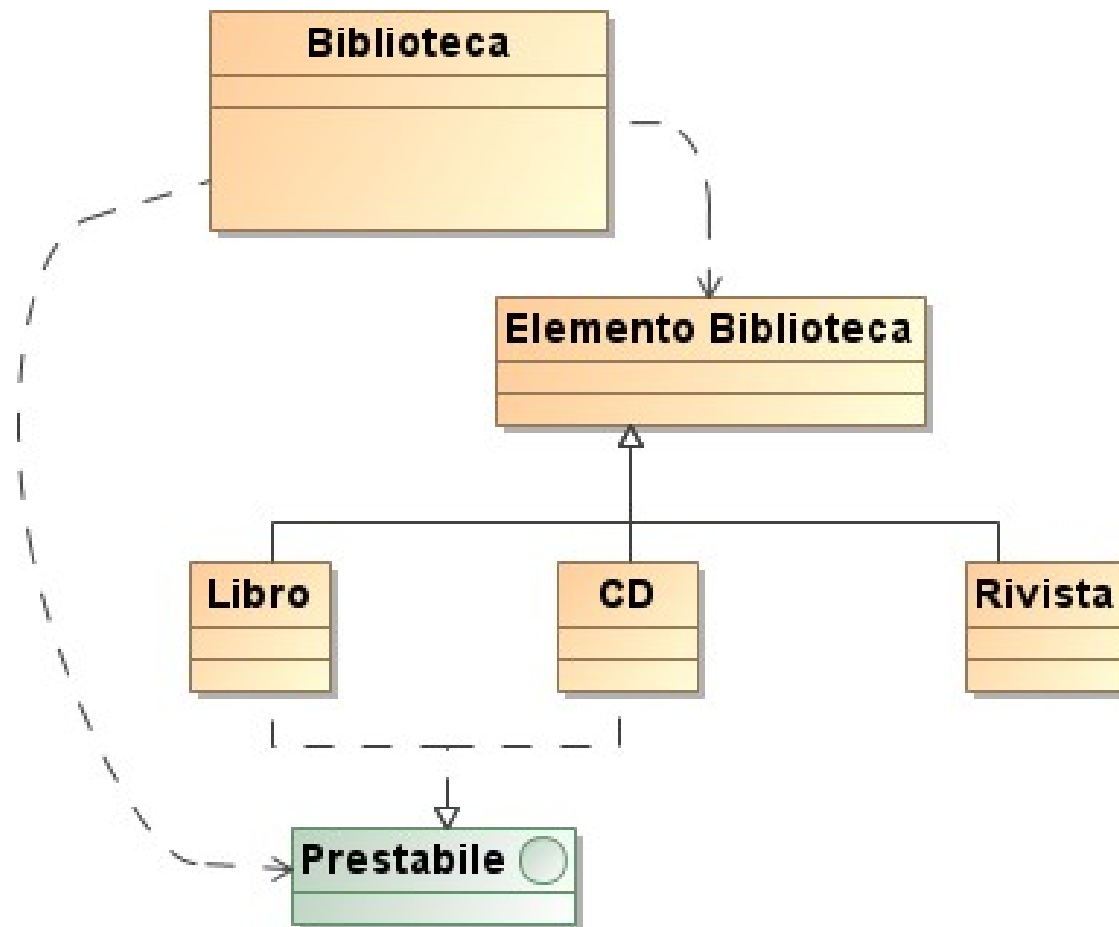 Biblioteca
Elemento Biblioteca
Libro
CD
Rivista
Prestabile